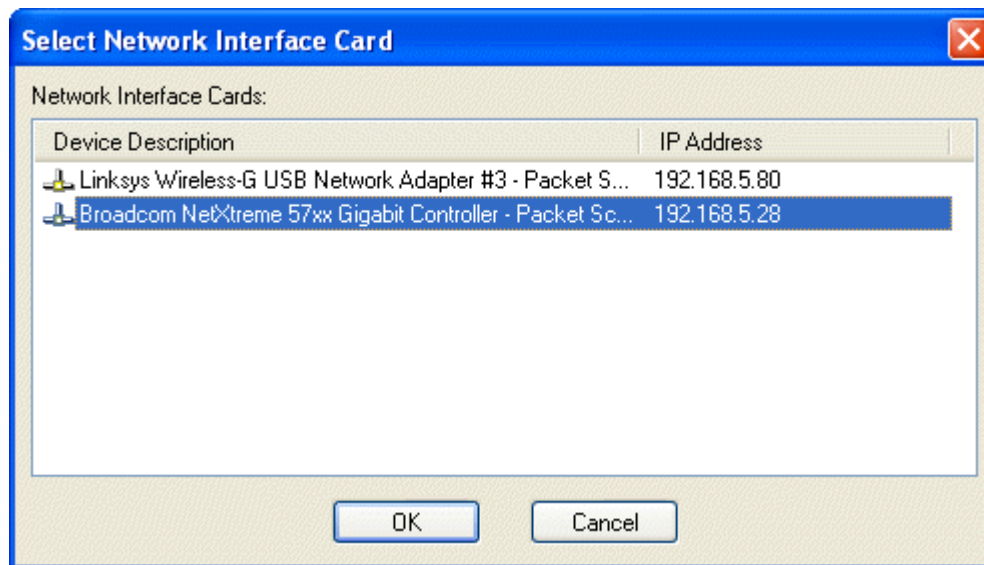 Select Network Interface Card
Network Interface Cards:
Device Description IP Address
Linksys Wireless-G USB Network Adapter #3 - Packet S... 192.168.5.80
Broadcom NetXtreme 57xx Gigabit Controller - Packet Sc... 192.168.5.28
OK Cancel